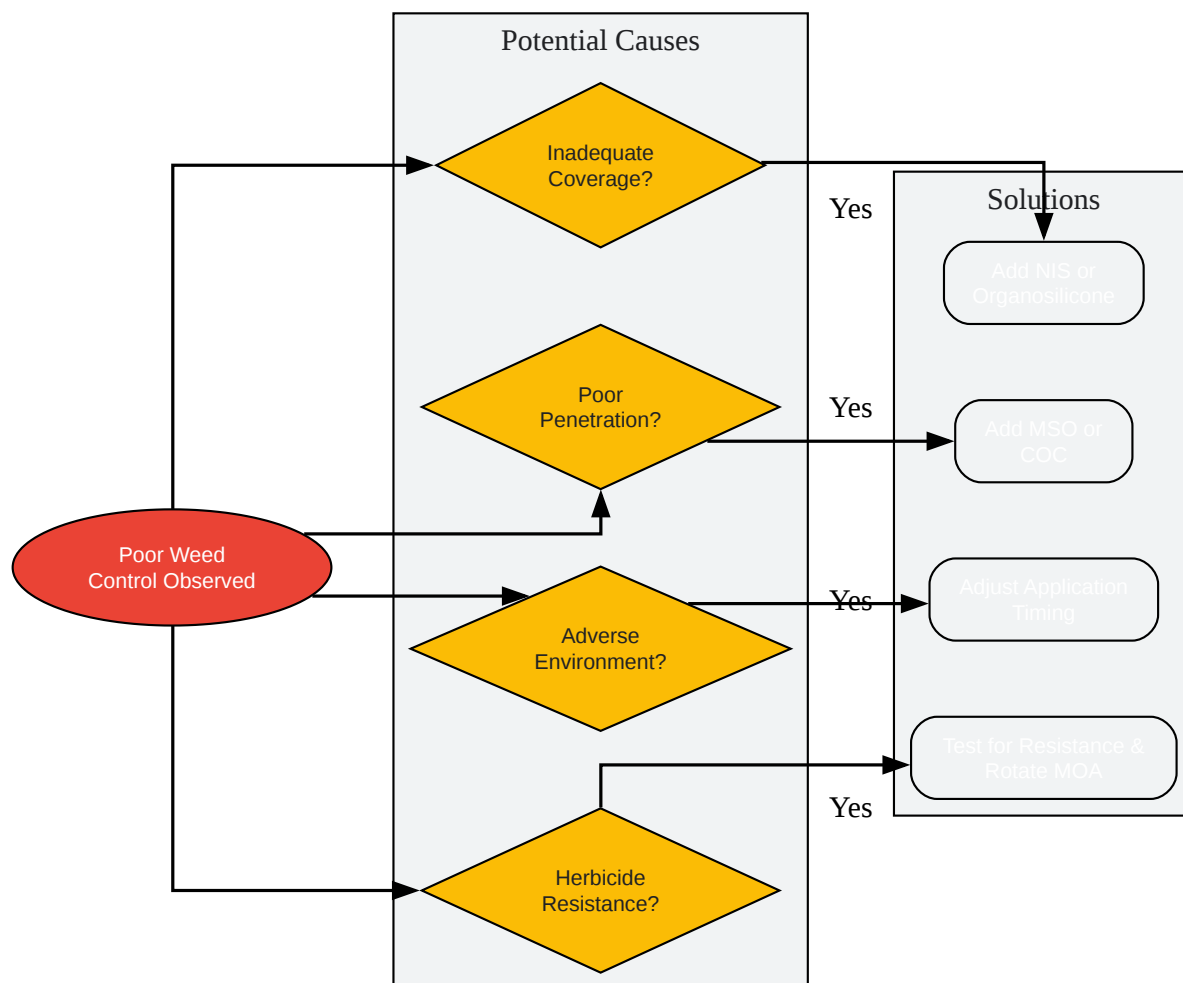 Potential Causes
Inadequate
Coverage?
Yes
Solutions
Add NIS or
Organosilicone
Poor
Penetration?
Yes
Add MSO or
COC
Poor Weed
Control Observed
Adverse
Environment?
Yes
Adjust Application
Timing
Herbicide
Resistance?
Yes
Test for Resistance &
Rotate MOA